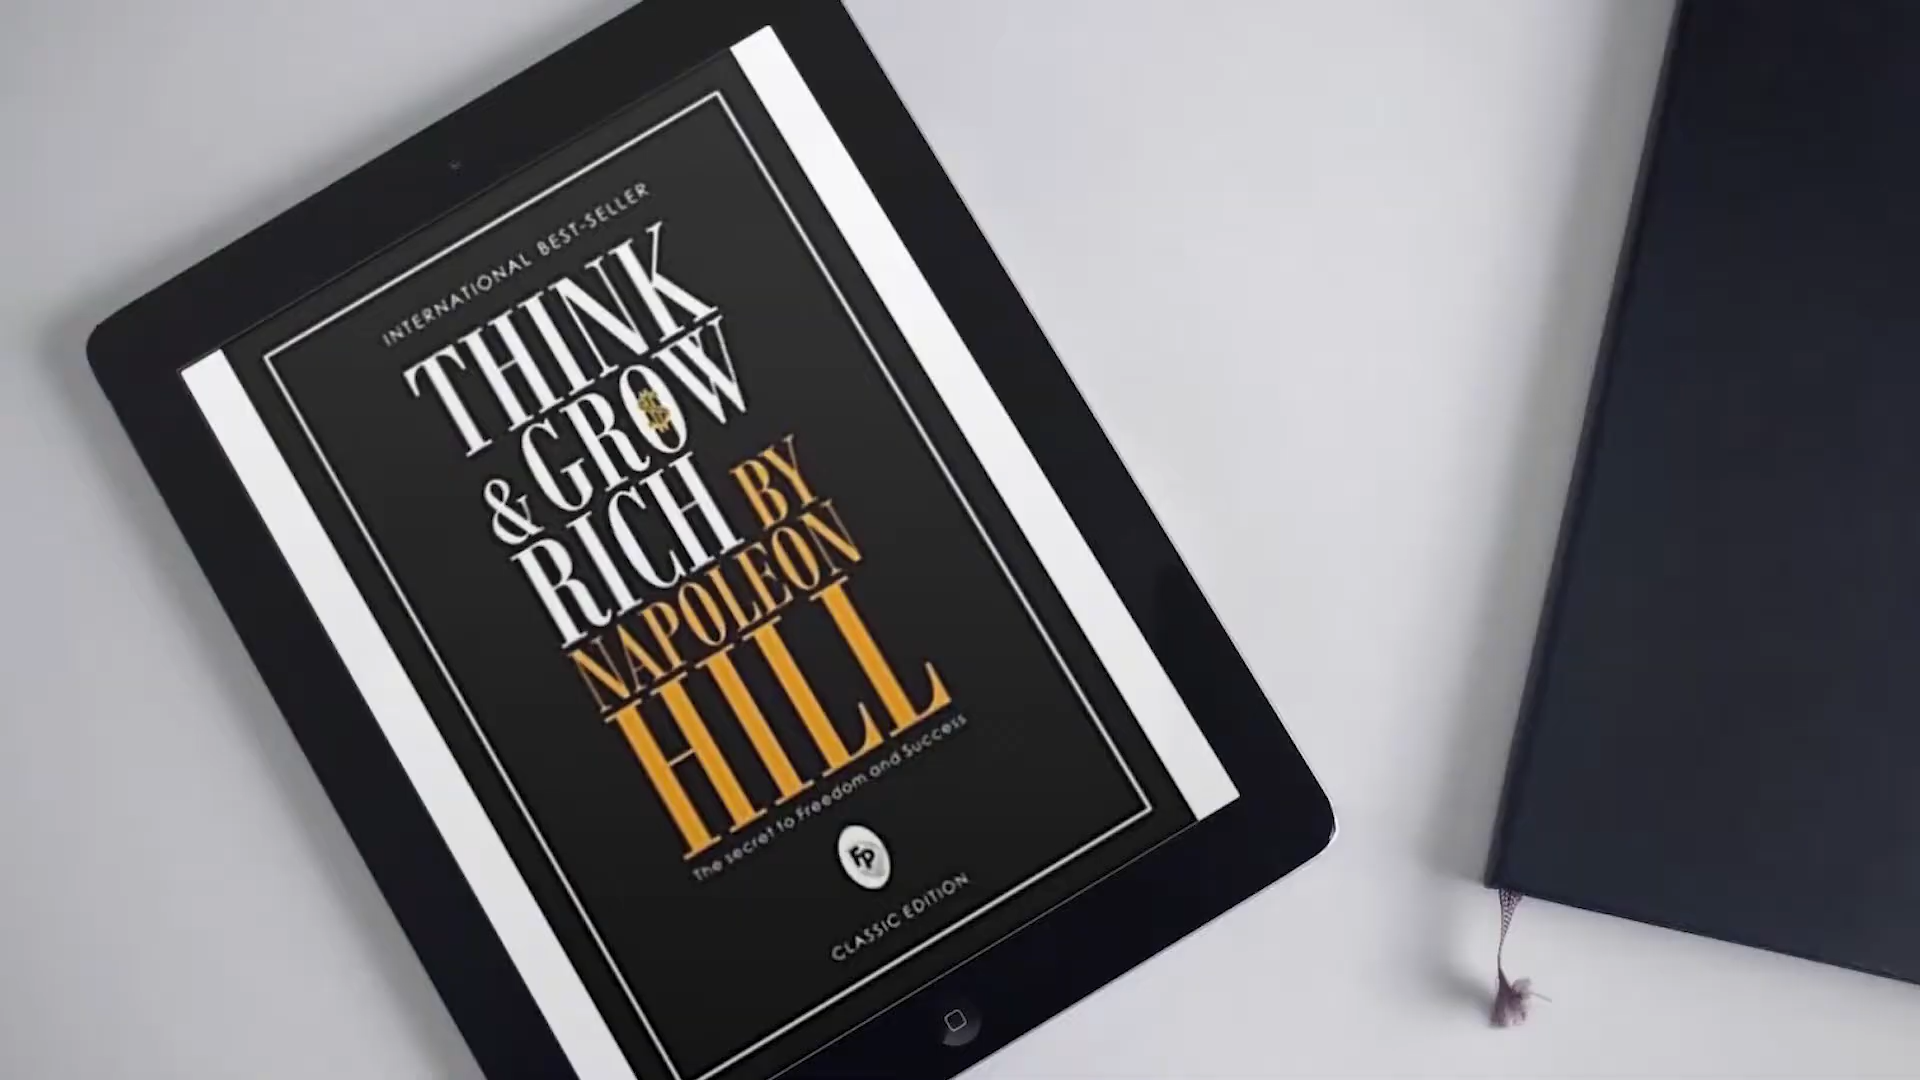 INTERNATIONAL BEST-SELLER
THINK
& GROW
RICH BY
NAPOLEON
HILL
The secret to Freedom and Success
FP
CLASSIC EDITION